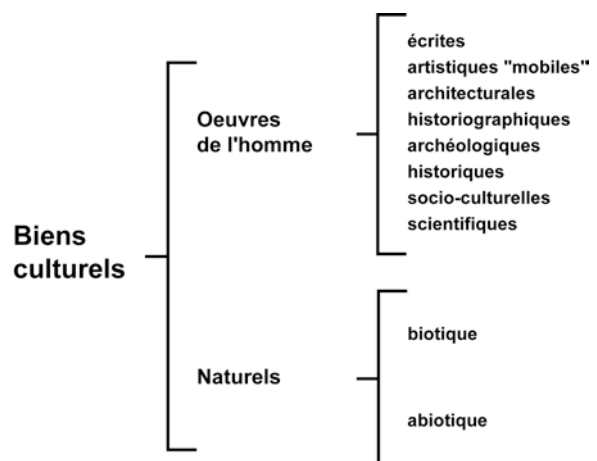 Biens
culturels
Oeuvres
de l'homme
écrites
artistiques "mobiles"
architecturales
historiographiques
archéologiques
historiques
socio-culturelles
scientifiques
Naturels
biotique
abiotique